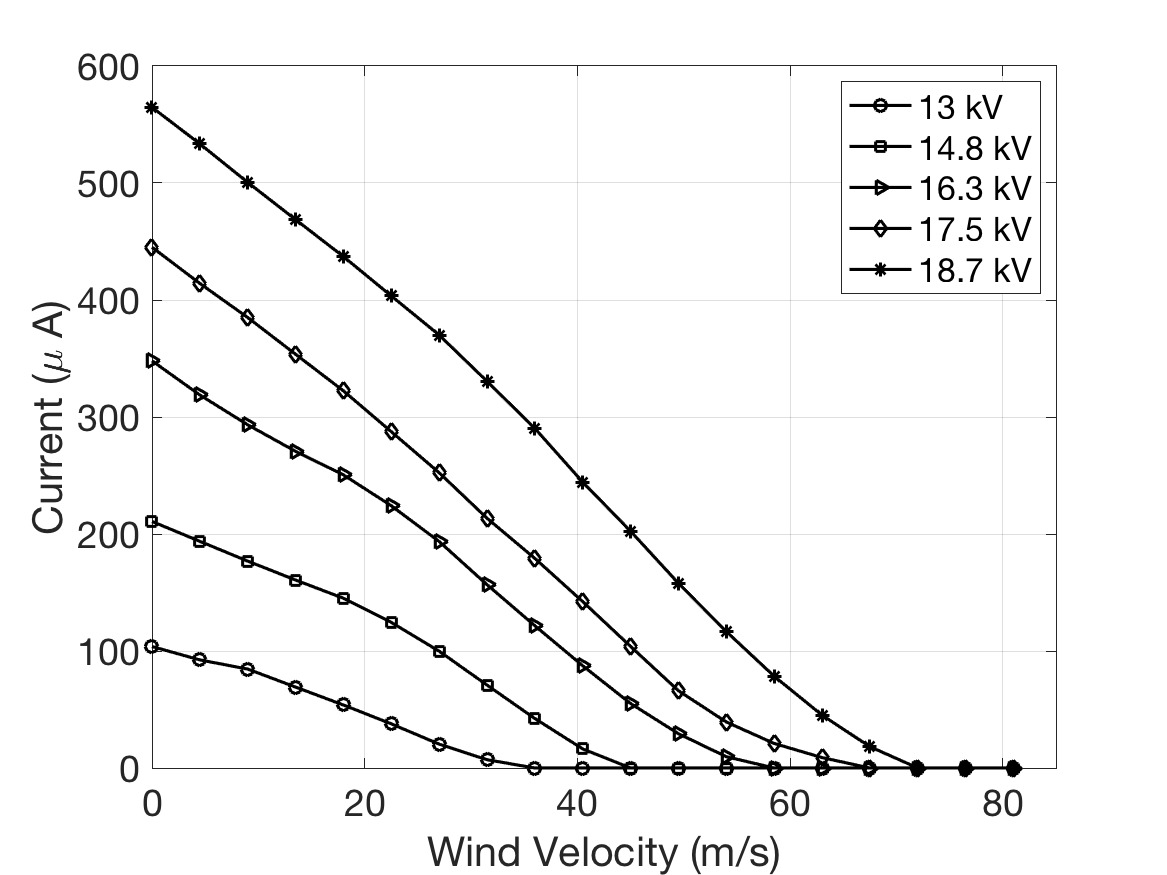 600
500
400
300
200
100
0
0 20 40 60 80
Current (μ A)
Wind Velocity (m/s)
13 kV
14.8 kV
16.3 kV
17.5 kV
18.7 kV